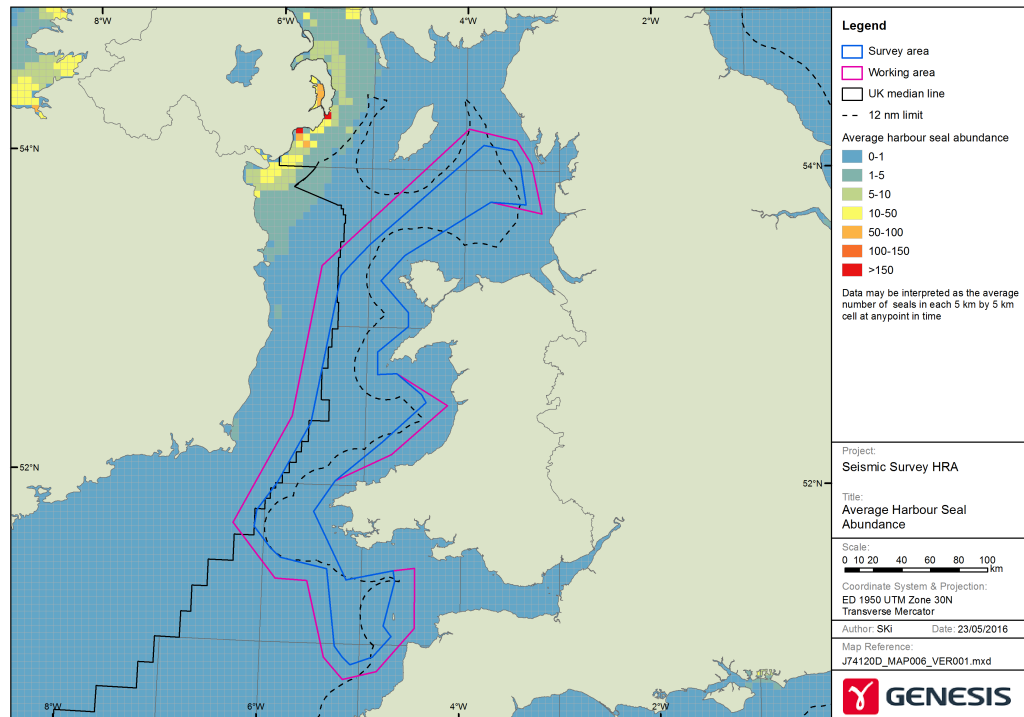 8°W
6°W
4°W
2°W
54°N
54°N
52°N
52°N
8°W
6°W
4°W
2°W
Legend
Survey area
Working area
UK median line
12 nm limit
Average harbour seal abundance
0-1
1-5
5-10
10-50
50-100
100-150
>150
Data may be interpreted as the average
number of seals in each 5 km by 5 km
cell at anypoint in time
Project:
Seismic Survey HRA
Title:
Average Harbour Seal
Abundance
Scale:
0 10 20 40 60 80 100
km
Coordinate System & Projection:
ED 1950 UTM Zone 30N
Transverse Mercator
Author: SKi Date: 23/05/2016
Map Reference:
J74120D_MAP006_VER001.mxd
GENESIS